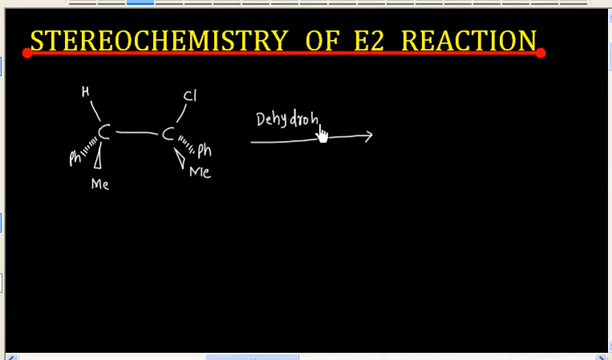 STEREOCHEMISTRY OF E2 REACTION
H Cl
C C Dehydroh
Ph Ph
Me Me